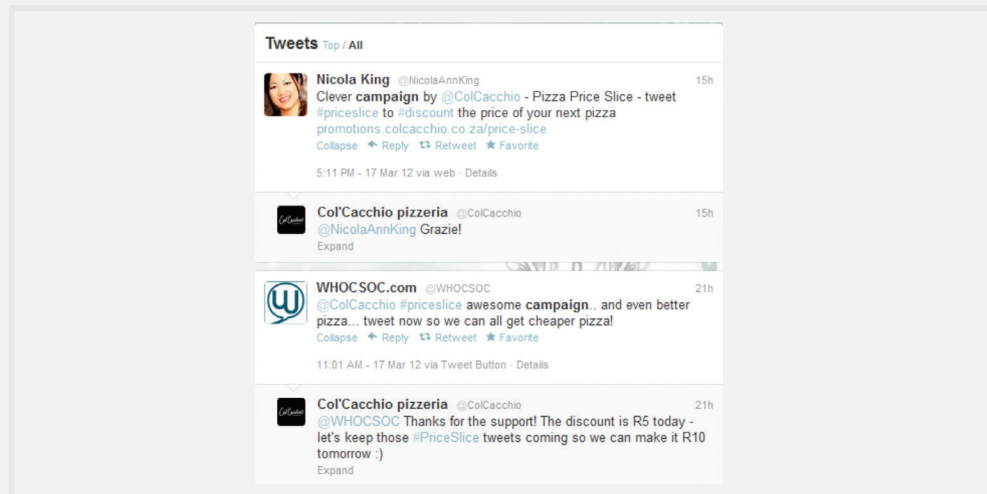 Tweets Top / All
Nicola King @NicolaAnnKing 15h
Clever campaign by @ColCacchio - Pizza Price Slice - tweet
#priceslice to #discount the price of your next pizza
promotions.colcacchio.co.za/price-slice
Collapse Reply Retweet Favorite
5:11 PM - 17 Mar 12 via web · Details
Col'Cacchio pizzeria @ColCacchio 15h
@NicolaAnnKing Grazie!
Expand
WHOCSOC.com @WHOCSOC 21h
@ColCacchio #priceslice awesome campaign.. and even better
pizza... tweet now so we can all get cheaper pizza!
Collapse Reply Retweet Favorite
11:01 AM - 17 Mar 12 via Tweet Button · Details
Col'Cacchio pizzeria @ColCacchio 21h
@WHOCSOC Thanks for the support! The discount is R5 today -
let's keep those #PriceSlice tweets coming so we can make it R10
tomorrow :)
Expand